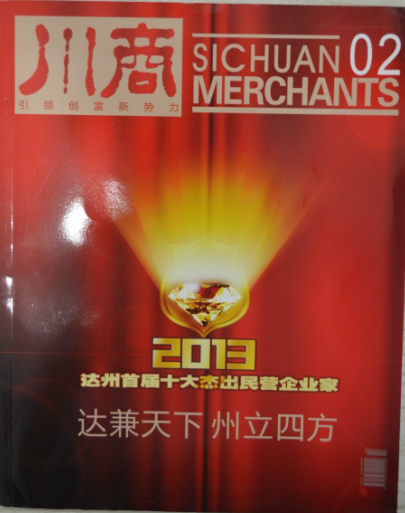 川商
引领创富新势力
SICHUAN 02
MERCHANTS
2013
达州首届十大杰出民营企业家
达兼天下 州立四方